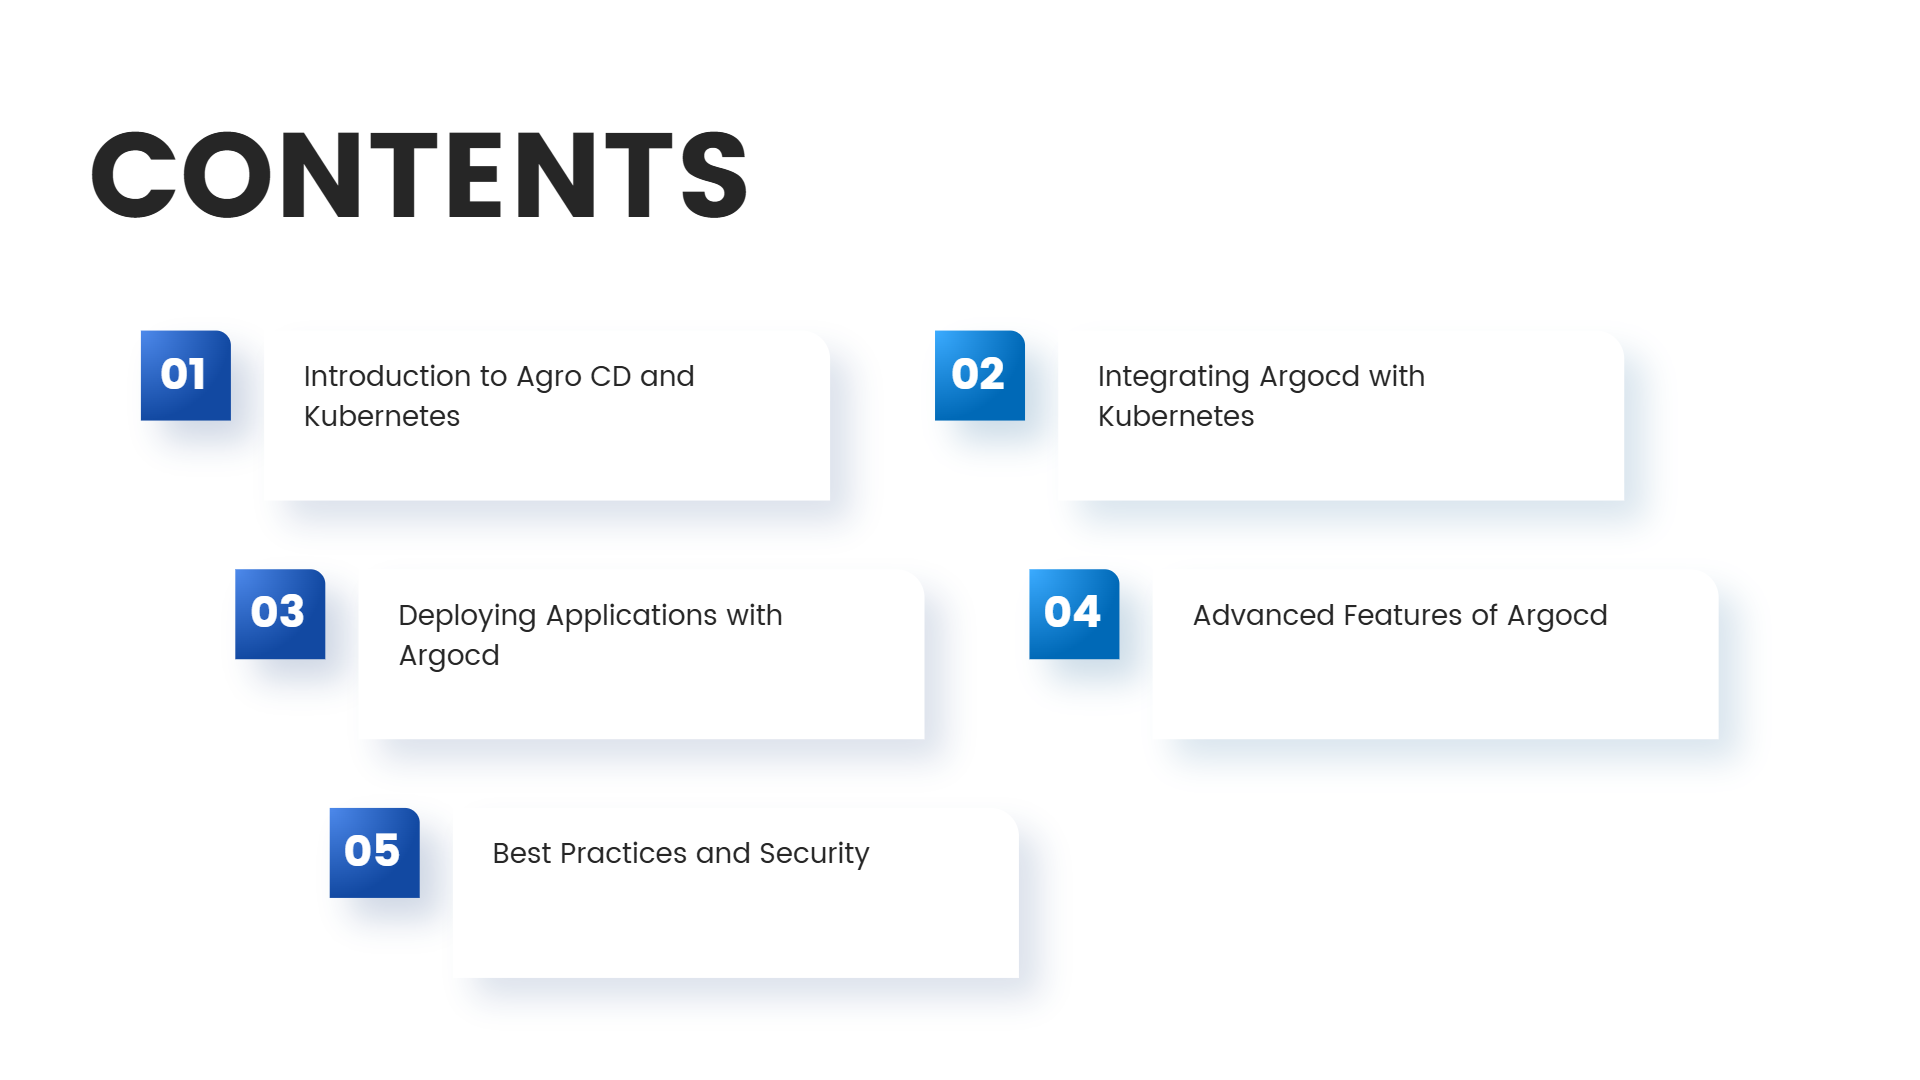 CONTENTS
01
Introduction to Agro CD and
Kubernetes
02
Integrating Argocd with
Kubernetes
03
Deploying Applications with
Argocd
04
Advanced Features of Argocd
05
Best Practices and Security